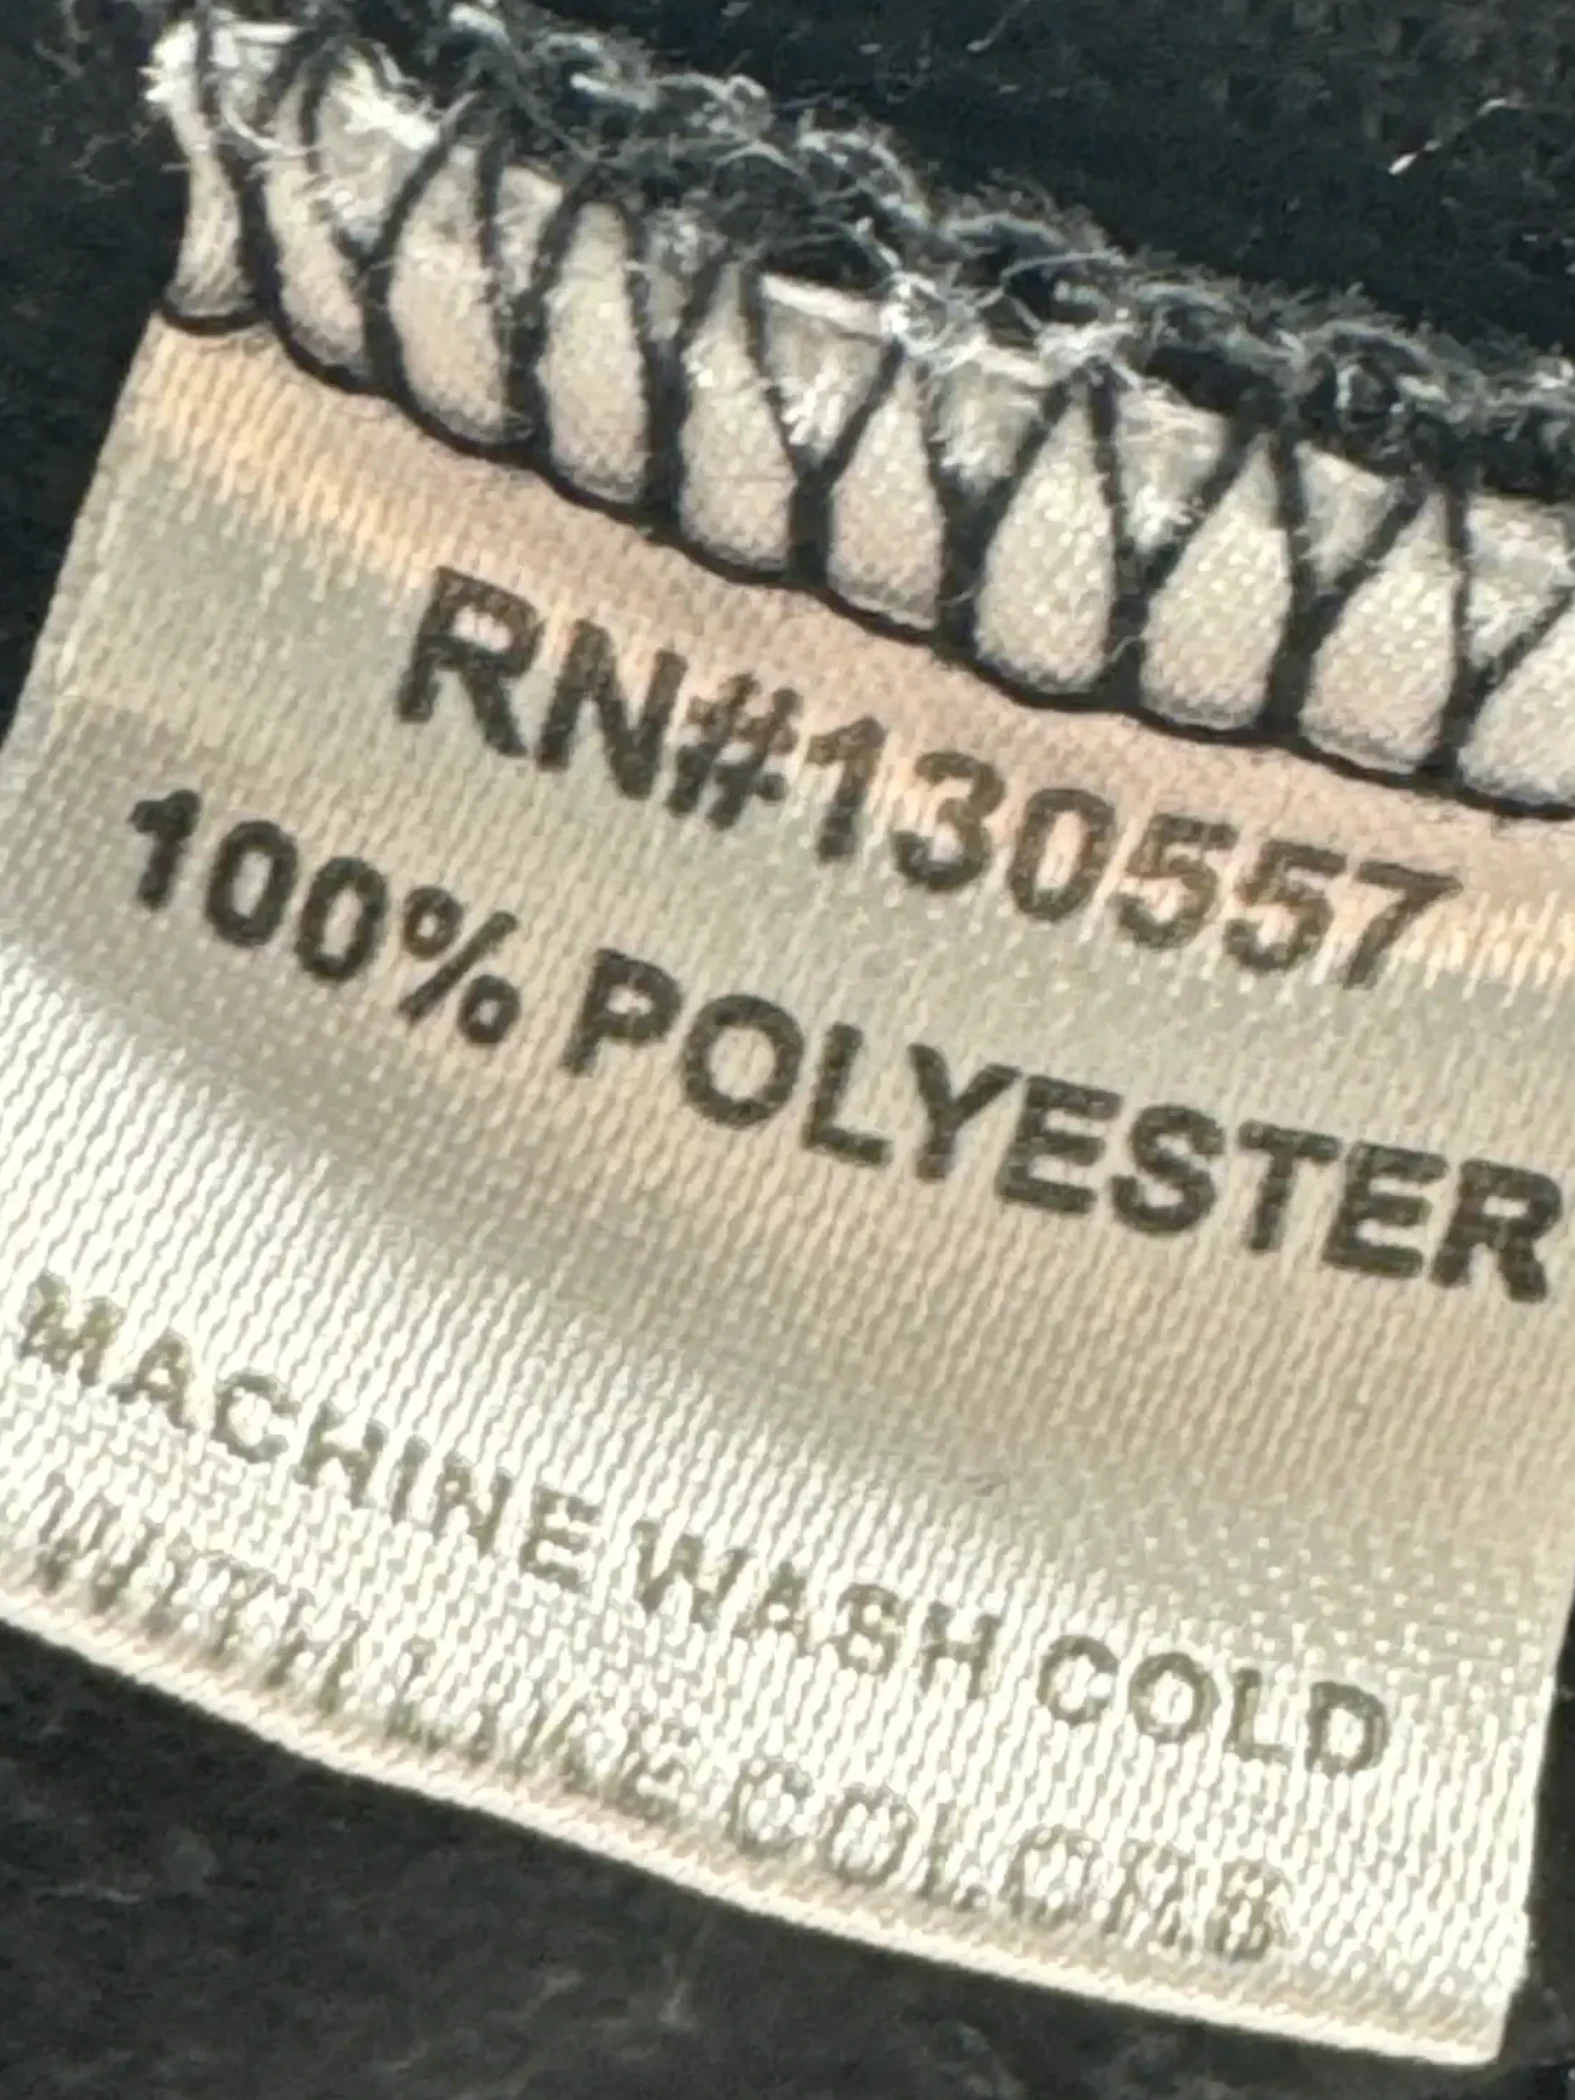 RN#130557
100% POLYESTER
MACHINE WASH COLD
WITH LIKE COLORS